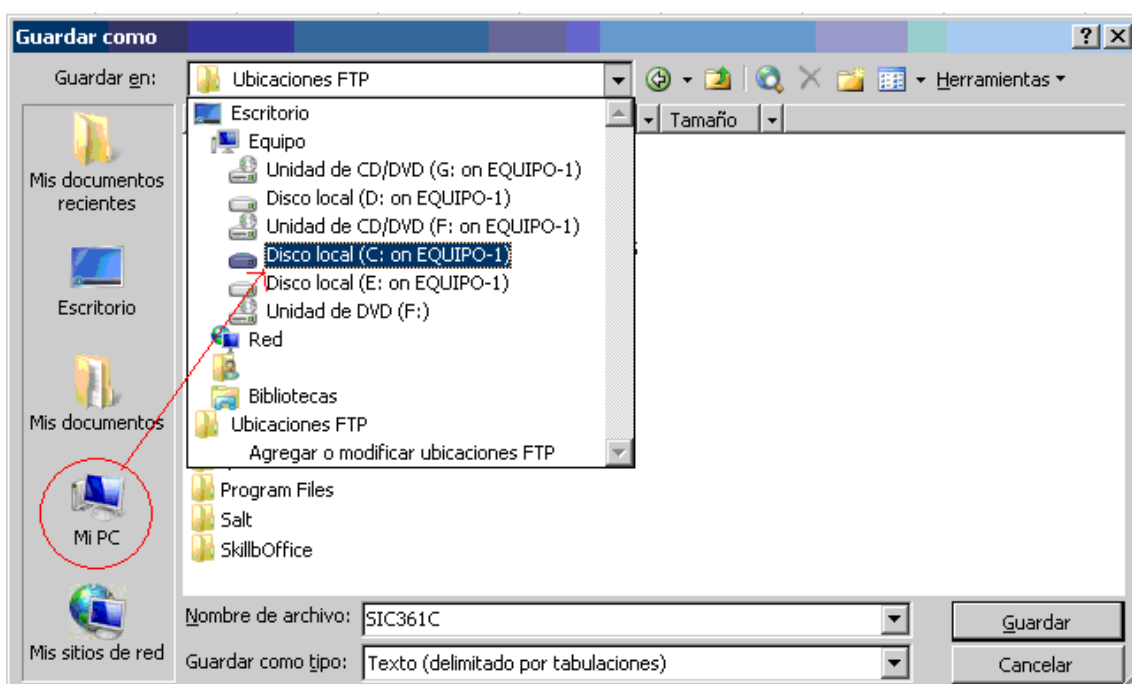 Guardar como
Guardar en:
Ubicaciones FTP
Herramientas
Tamaño
Escritorio
Equipo
Unidad de CD/DVD (G: on EQUIPO-1)
Disco local (D: on EQUIPO-1)
Unidad de CD/DVD (F: on EQUIPO-1)
Disco local (C: on EQUIPO-1)
Disco local (E: on EQUIPO-1)
Unidad de DVD (F:)
Red
Bibliotecas
Ubicaciones FTP
Agregar o modificar ubicaciones FTP
Program Files
Salt
SkillbOffice
Mis documentos
recientes
Escritorio
Mis documentos
Mi PC
Mis sitios de red
Nombre de archivo: SIC361C
Guardar
Guardar como tipo: Texto (delimitado por tabulaciones)
Cancelar